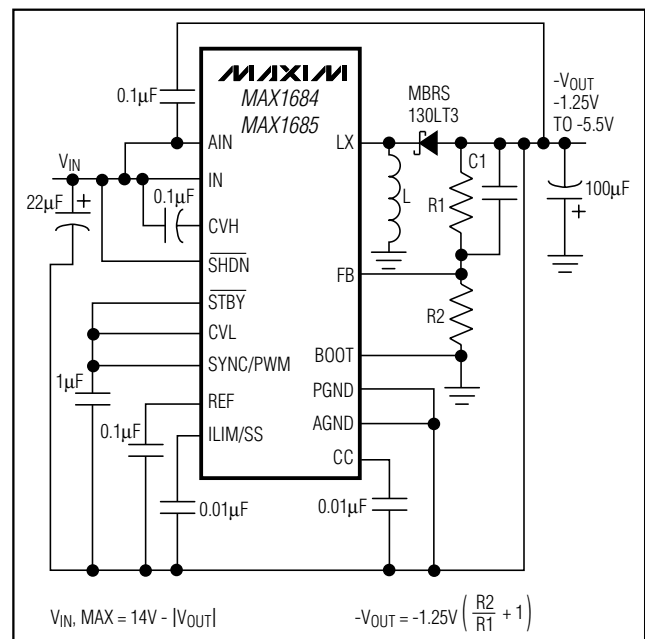 MAXIM
MAX1684
MAX1685
0.1µF
MBRS
130LT3
-VOUT
-1.25V
TO -5.5V
AIN
LX
C1
VIN
IN
0.1µF
22µF
+
CVH
L
R1
100µF
+
SHDN
FB
STBY
R2
CVL
SYNC/PWM
BOOT
1µF
PGND
REF
AGND
0.1µF
ILIM/SS
CC
0.01µF
0.01µF
VIN, MAX = 14V - |VOUT|
-VOUT = -1.25V ( R2/R1 + 1 )